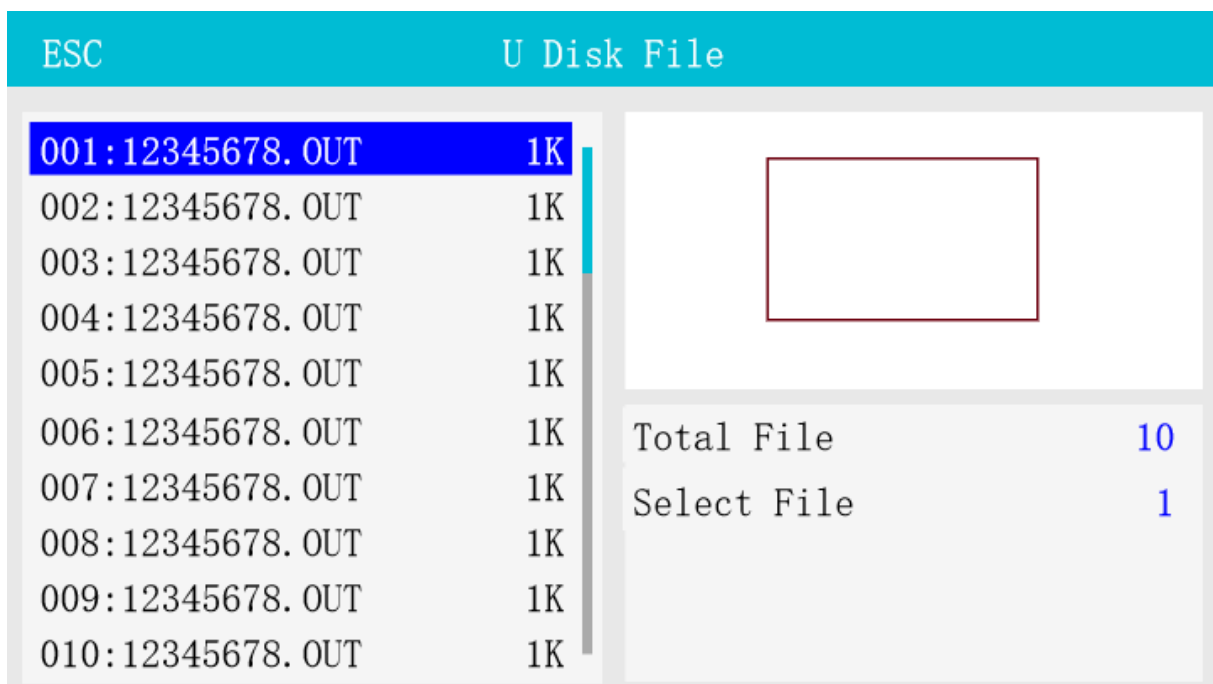 ESC U Disk File
001:12345678.OUT 1K
002:12345678.OUT 1K
003:12345678.OUT 1K
004:12345678.OUT 1K
005:12345678.OUT 1K
006:12345678.OUT 1K
007:12345678.OUT 1K
008:12345678.OUT 1K
009:12345678.OUT 1K
010:12345678.OUT 1K
Total File 10
Select File 1